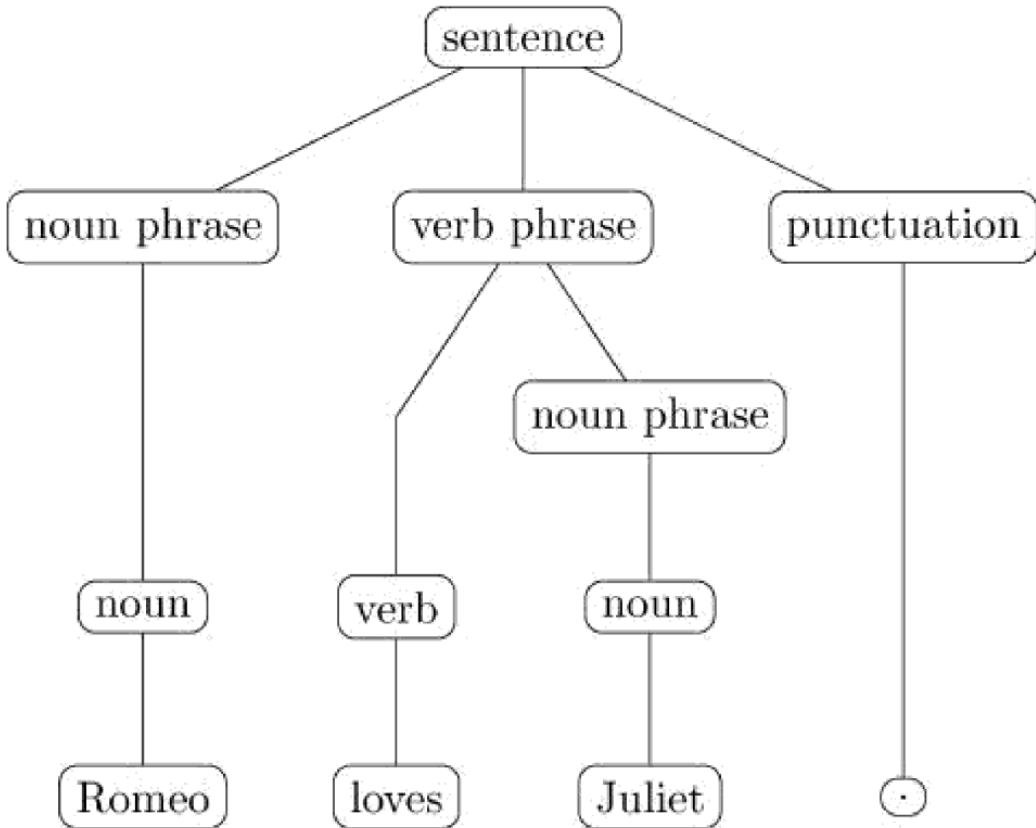 sentence
noun phrase verb phrase punctuation
noun phrase
noun verb noun
Romeo loves Juliet .